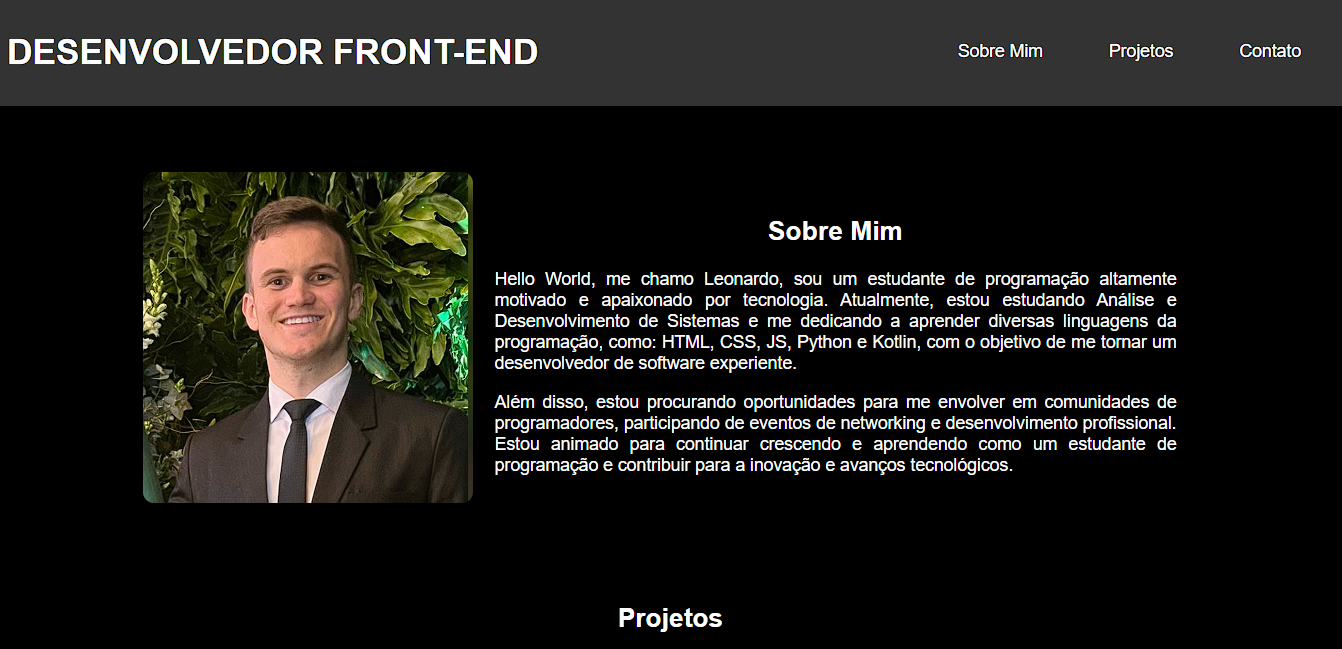 DESENVOLVEDOR FRONT-END
Sobre Mim
Projetos
Contato
Sobre Mim
Hello World, me chamo Leonardo, sou um estudante de programação altamente
motivado e apaixonado por tecnologia. Atualmente, estou estudando Análise e
Desenvolvimento de Sistemas e me dedicando a aprender diversas linguagens da
programação, como: HTML, CSS, JS, Python e Kotlin, com o objetivo de me tornar um
desenvolvedor de software experiente.
Além disso, estou procurando oportunidades para me envolver em comunidades de
programadores, participando de eventos de networking e desenvolvimento profissional.
Estou animado para continuar crescendo e aprendendo como um estudante de
programação e contribuir para a inovação e avanços tecnológicos.
Projetos